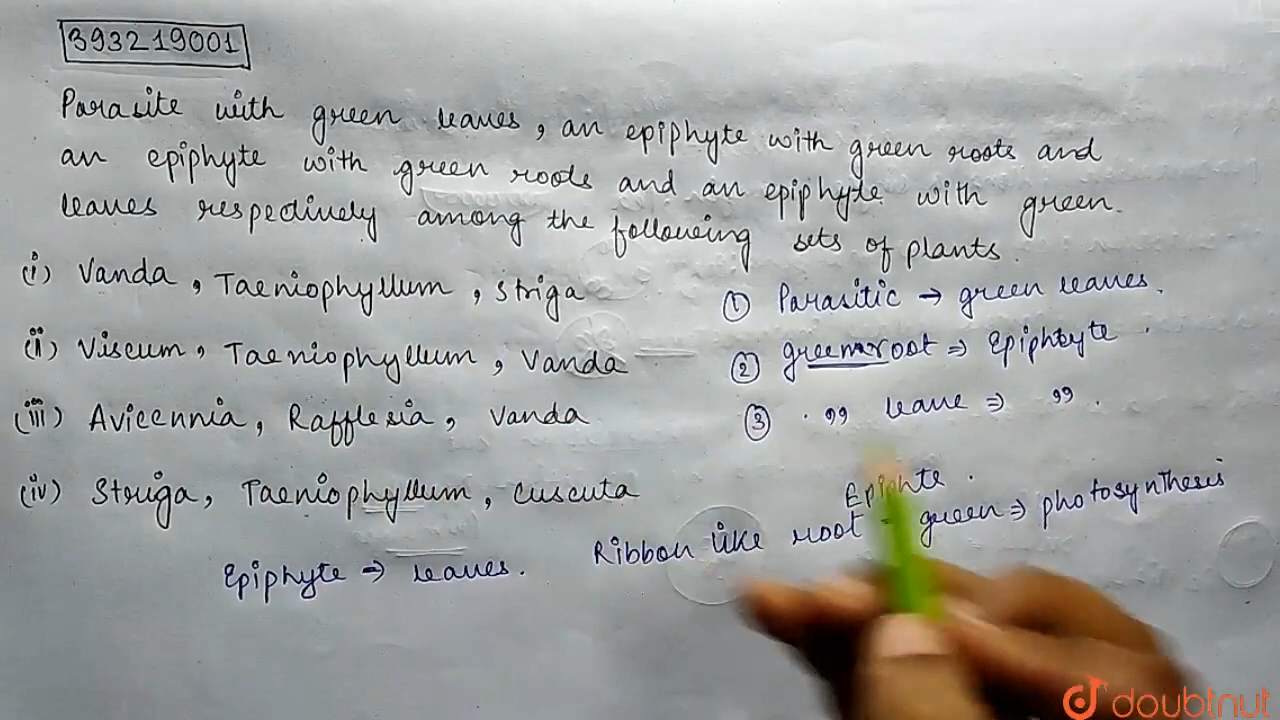 393219001
Parasite with green leaves, an epiphyte with green roots and
an epiphyte with green roots and an epiphyte with green
leaves respectively among the following sets of plants.
(i) Vanda, Taeniophyllum, Striga
(ii) Viscum, Taeniophyllum, Vanda
(iii) Avicennia, Rafflesia, Vanda
(iv) Striga, Taeniophyllum, Cuscuta
① Parasitic → green leaves.
② green root ⇒ Epiphtyte.
③ " leave ⇒ ".
Epiphyte ⇒ leaves.
Ribbon like root green ⇒ photosynthesis
doubtnut